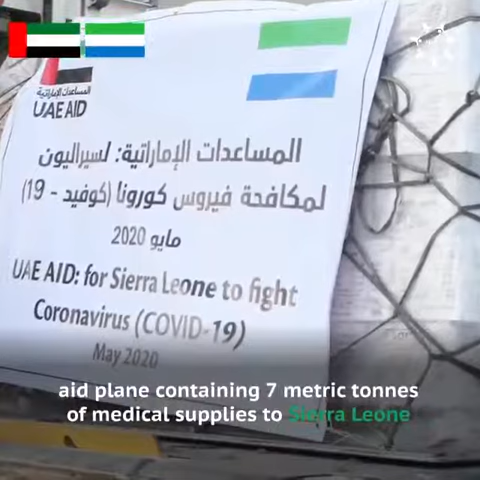 المساعدات الإماراتية
UAE AID
المساعدات الإماراتية: لسيراليون
لمكافحة فيروس كورونا (كوفيد - 19)
مايو 2020
UAE AID: for Sierra Leone to fight
Coronavirus (COVID-19)
May 2020
aid plane containing 7 metric tonnes
of medical supplies to Sierra Leone